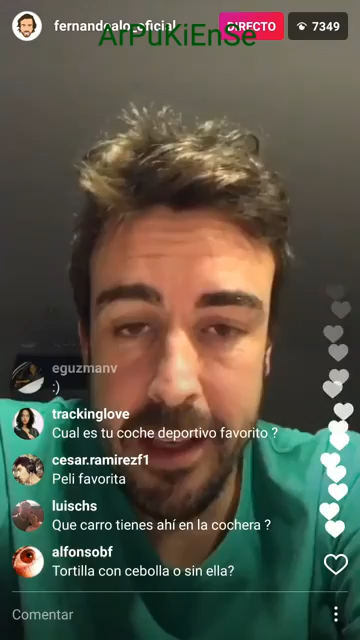 fernandoalo_oficial
DIRECTO
7349
ArPuKiEnSe
eguzmanv
:)
trackinglove
Cual es tu coche deportivo favorito ?
cesar.ramirezf1
Peli favorita
luischs
Que carro tienes ahí en la cochera ?
alfonsobf
Tortilla con cebolla o sin ella?
Comentar